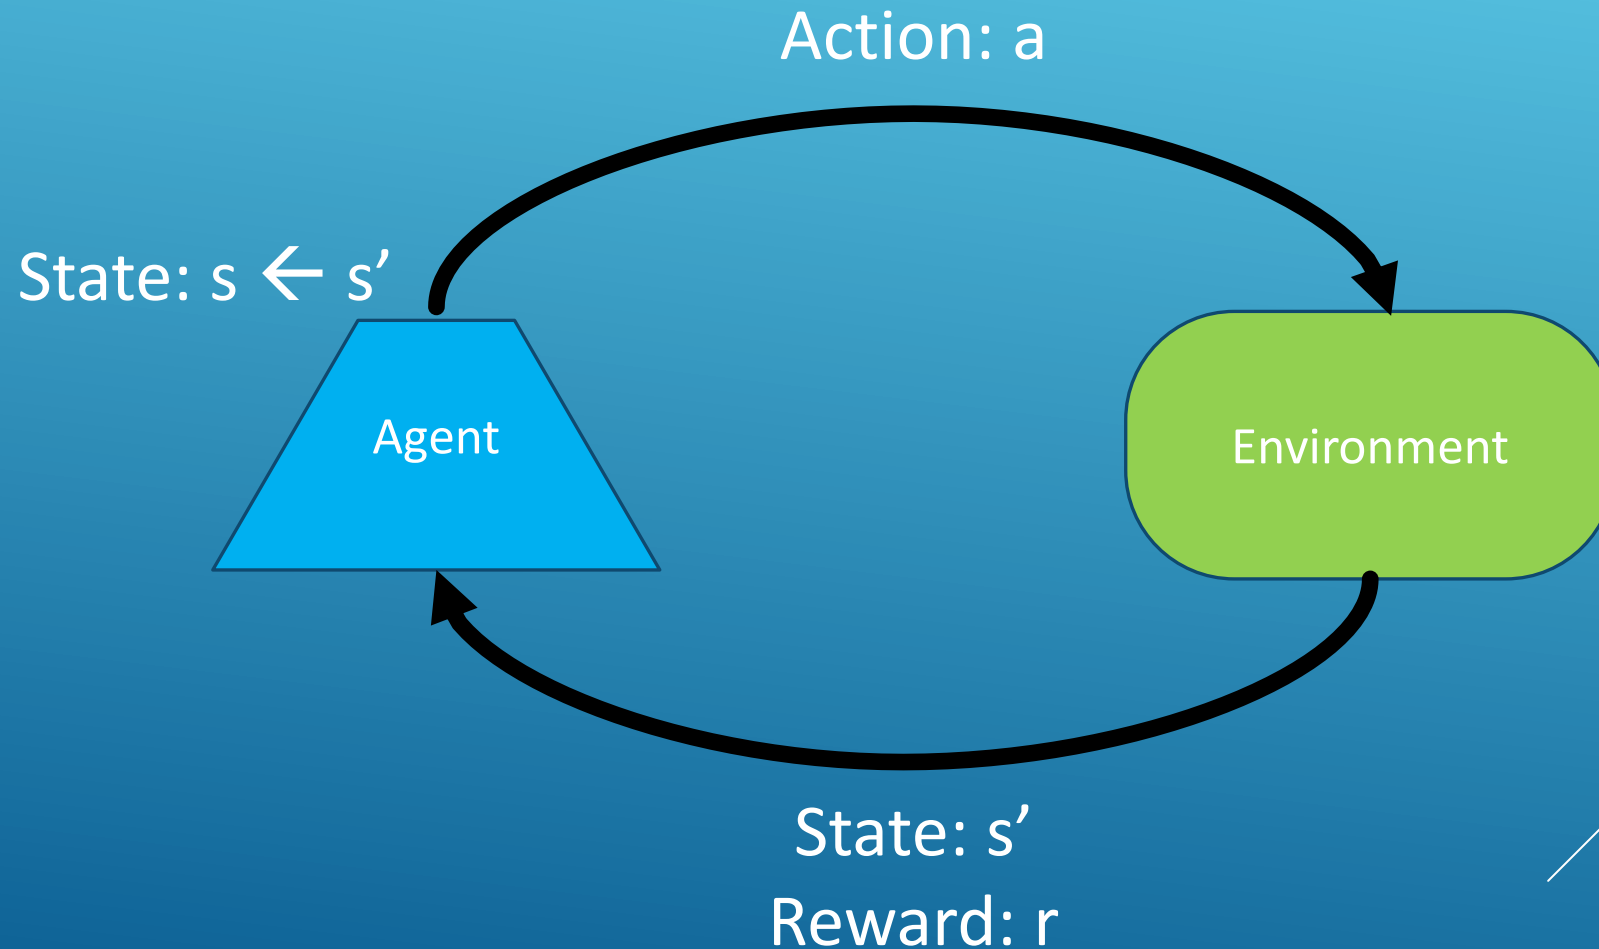 Action: a
State: s ← s’
Agent
Environment
State: s’
Reward: r